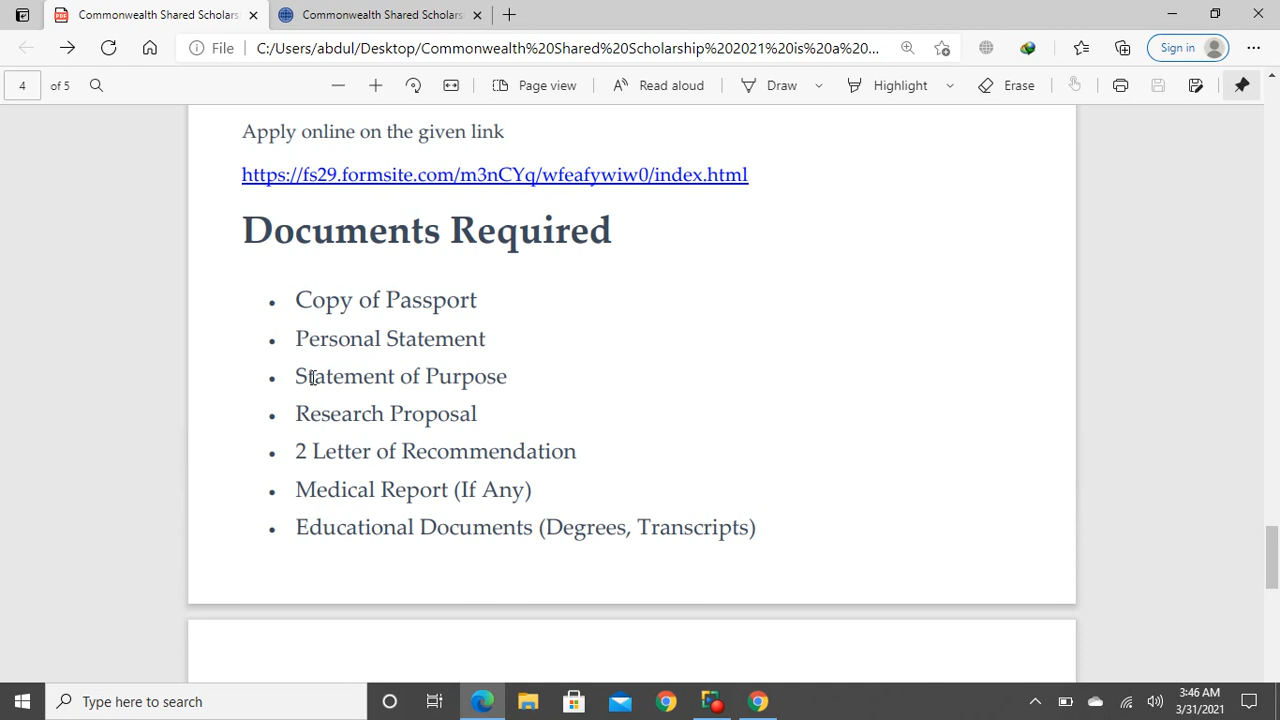 Commonwealth Shared Scholars
Commonwealth Shared Scholars
File
C:/Users/abdul/Desktop/Commonwealth%20Shared%20Scholarship%202021%20is%20a%20...
Sign in
4 of 5
Page view
Read aloud
Draw
Highlight
Erase
Apply online on the given link
https://fs29.formsite.com/m3nCYq/wfeafywiw0/index.html
Documents Required
• Copy of Passport
• Personal Statement
• Statement of Purpose
• Research Proposal
• 2 Letter of Recommendation
• Medical Report (If Any)
• Educational Documents (Degrees, Transcripts)
Type here to search
3:46 AM
3/31/2021